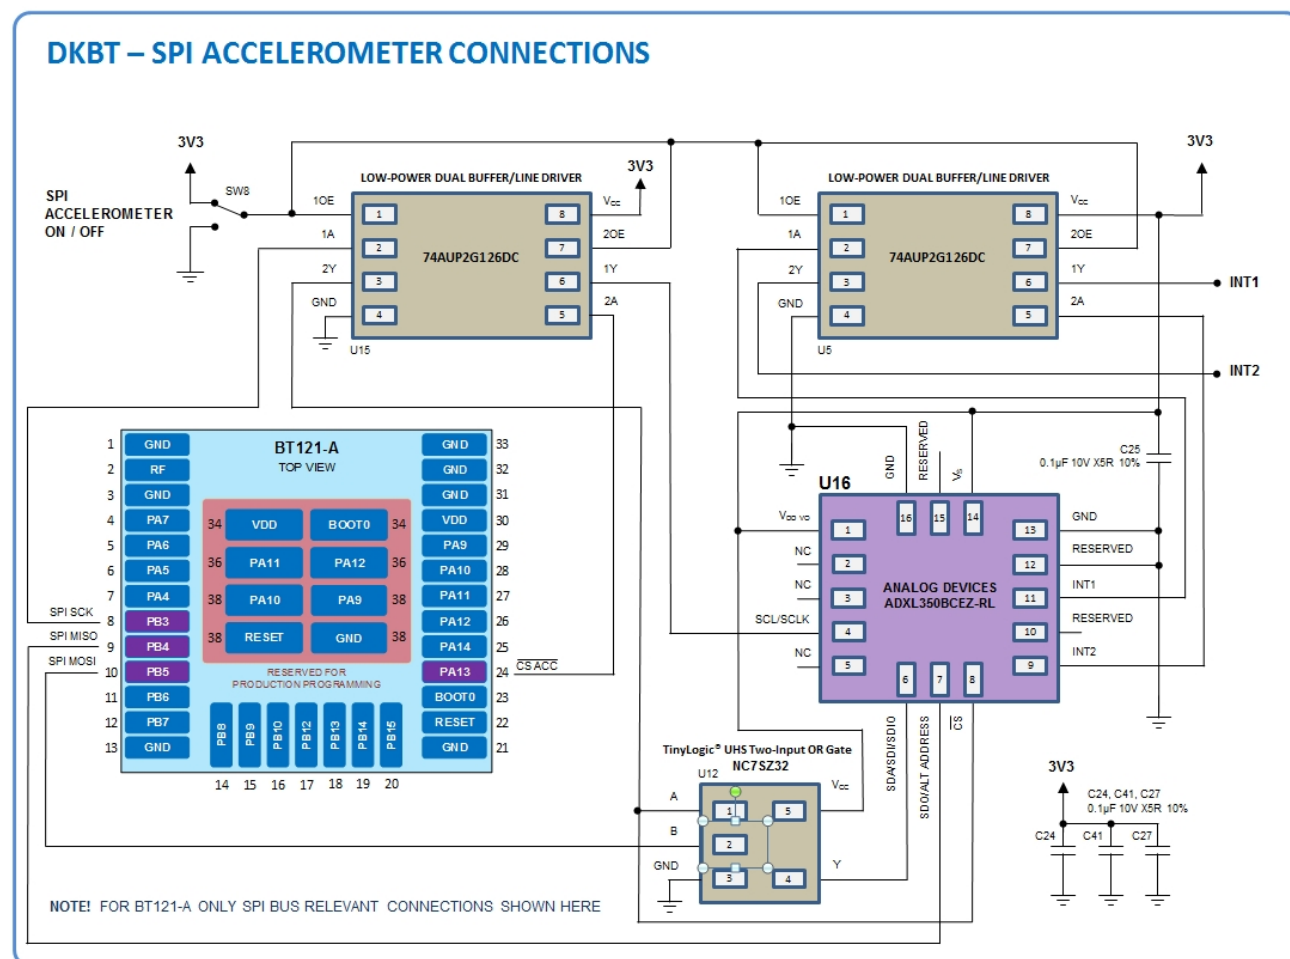 DKBT – SPI ACCELEROMETER CONNECTIONS
3V3
SPI
ACCELEROMETER
ON / OFF
SW8
LOW-POWER DUAL BUFFER/LINE DRIVER
3V3
1OE
1A
2Y
GND
1
2
3
4
74AUP2G126DC
8
7
6
5
VCC
2OE
1Y
2A
U15
LOW-POWER DUAL BUFFER/LINE DRIVER
3V3
1OE
1A
2Y
GND
1
2
3
4
74AUP2G126DC
8
7
6
5
VCC
2OE
1Y
2A
U5
INT1
INT2
BT121-A
TOP VIEW
1 GND
2 RF
3 GND
4 PA7
5 PA6
6 PA5
7 PA4
SPI SCK
8 PB3
SPI MISO
9 PB4
SPI MOSI
10 PB5
11 PB6
12 PB7
13 GND
34 VDD BOOT0 34
36 PA11 PA12 36
38 PA10 PA9 38
38 RESET GND 38
RESERVED FOR
PRODUCTION PROGRAMMING
PB8 PB9 PB10 PB12 PB13 PB14 PB15
14 15 16 17 18 19 20
GND 33
GND 32
GND 31
VDD 30
PA9 29
PA10 28
PA11 27
PA12 26
PA14 25
PA13 24
CS ACC
BOOT0 23
RESET 22
GND 21
C25
0.1µF 10V X5R 10%
U16
GND
RESERVED
VS
16 15 14
VDD I/O
NC
NC
SCL/SCLK
NC
1
2
3
4
5
ANALOG DEVICES
ADXL350BCEZ-RL
13
12
11
10
9
GND
RESERVED
INT1
RESERVED
INT2
6 7 8
SDA/SDI/SDIO
SDO/ALT ADDRESS
CS
TinyLogic® UHS Two-Input OR Gate
NC7SZ32
U12
A
B
GND
1
2
3
5
4
VCC
Y
3V3
C24, C41, C27
0.1µF 10V X5R 10%
C24 C41 C27
NOTE! FOR BT121-A ONLY SPI BUS RELEVANT CONNECTIONS SHOWN HERE